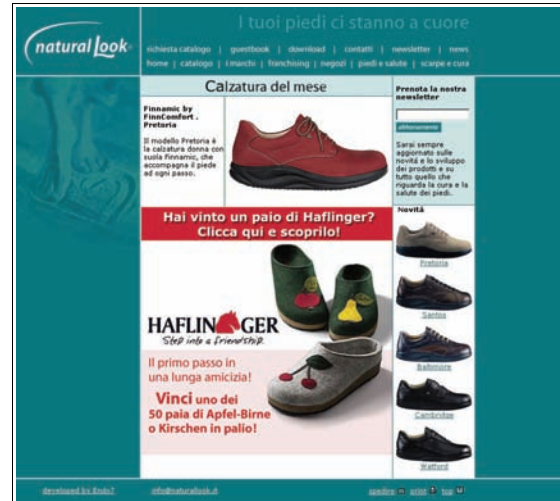 I tuoi piedi ci stanno a cuore
natural look
richiesta catalogo | guestbook | download | contatti | newsletter | news
home | catalogo | i marchi | franchising | negozi | piedi e salute | scarpe e cura
Calzatura del mese
Finnamic by
FinnComfort .
Pretoria
Il modello Pretoria è
la calzatura donna con
suola finnamic, che
accompagna il piede
ad ogni passo.
Prenota la nostra
newsletter
abbonamento
Sarai sempre
aggiornato sulle
novitá e lo sviluppo
dei prodotti e su
tutto quello che
riguarda la cura e la
salute dei piedi.
Hai vinto un paio di Haflinger?
Clicca qui e scoprilo!
HAFLINGER
Step into a friendship.
Il primo passo in
una lunga amicizia!
Vinci uno dei
50 paia di Apfel-Birne
o Kirschen in palio!
Novitá
Pretoria
Santos
Baltimore
Cambridge
Watford
developed by Endo7
info@naturallook.it
spedire print top